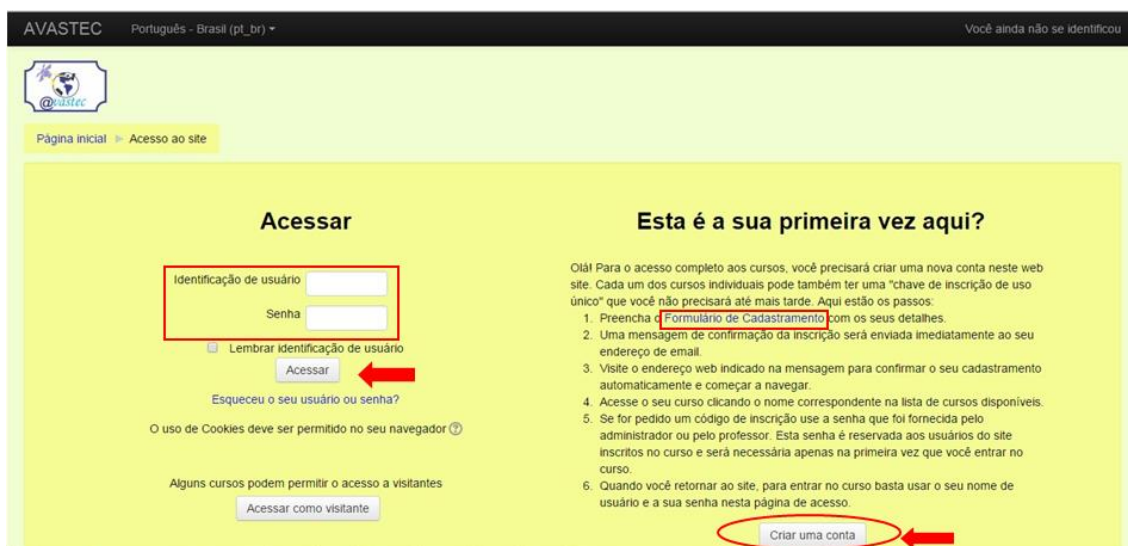 AVASTEC Português - Brasil (pt_br) Você ainda não se identificou
@vastec
Página inicial Acesso ao site
Acessar
Identificação de usuário
Senha
Lembrar identificação de usuário
Acessar
Esqueceu o seu usuário ou senha?
O uso de Cookies deve ser permitido no seu navegador
Alguns cursos podem permitir o acesso a visitantes
Acessar como visitante
Esta é a sua primeira vez aqui?
Olá! Para o acesso completo aos cursos, você precisará criar uma nova conta neste web
site. Cada um dos cursos individuais pode também ter uma "chave de inscrição de uso
único" que você não precisará até mais tarde. Aqui estão os passos:
1. Preencha o Formulário de Cadastramento com os seus detalhes.
2. Uma mensagem de confirmação da inscrição será enviada imediatamente ao seu
endereço de email.
3. Visite o endereço web indicado na mensagem para confirmar o seu cadastramento
automaticamente e começar a navegar.
4. Acesse o seu curso clicando o nome correspondente na lista de cursos disponíveis.
5. Se for pedido um código de inscrição use a senha que foi fornecida pelo
administrador ou pelo professor. Esta senha é reservada aos usuários do site
inscritos no curso e será necessária apenas na primeira vez que você entrar no
curso.
6. Quando você retornar ao site, para entrar no curso basta usar o seu nome de
usuário e a sua senha nesta página de acesso.
Criar uma conta